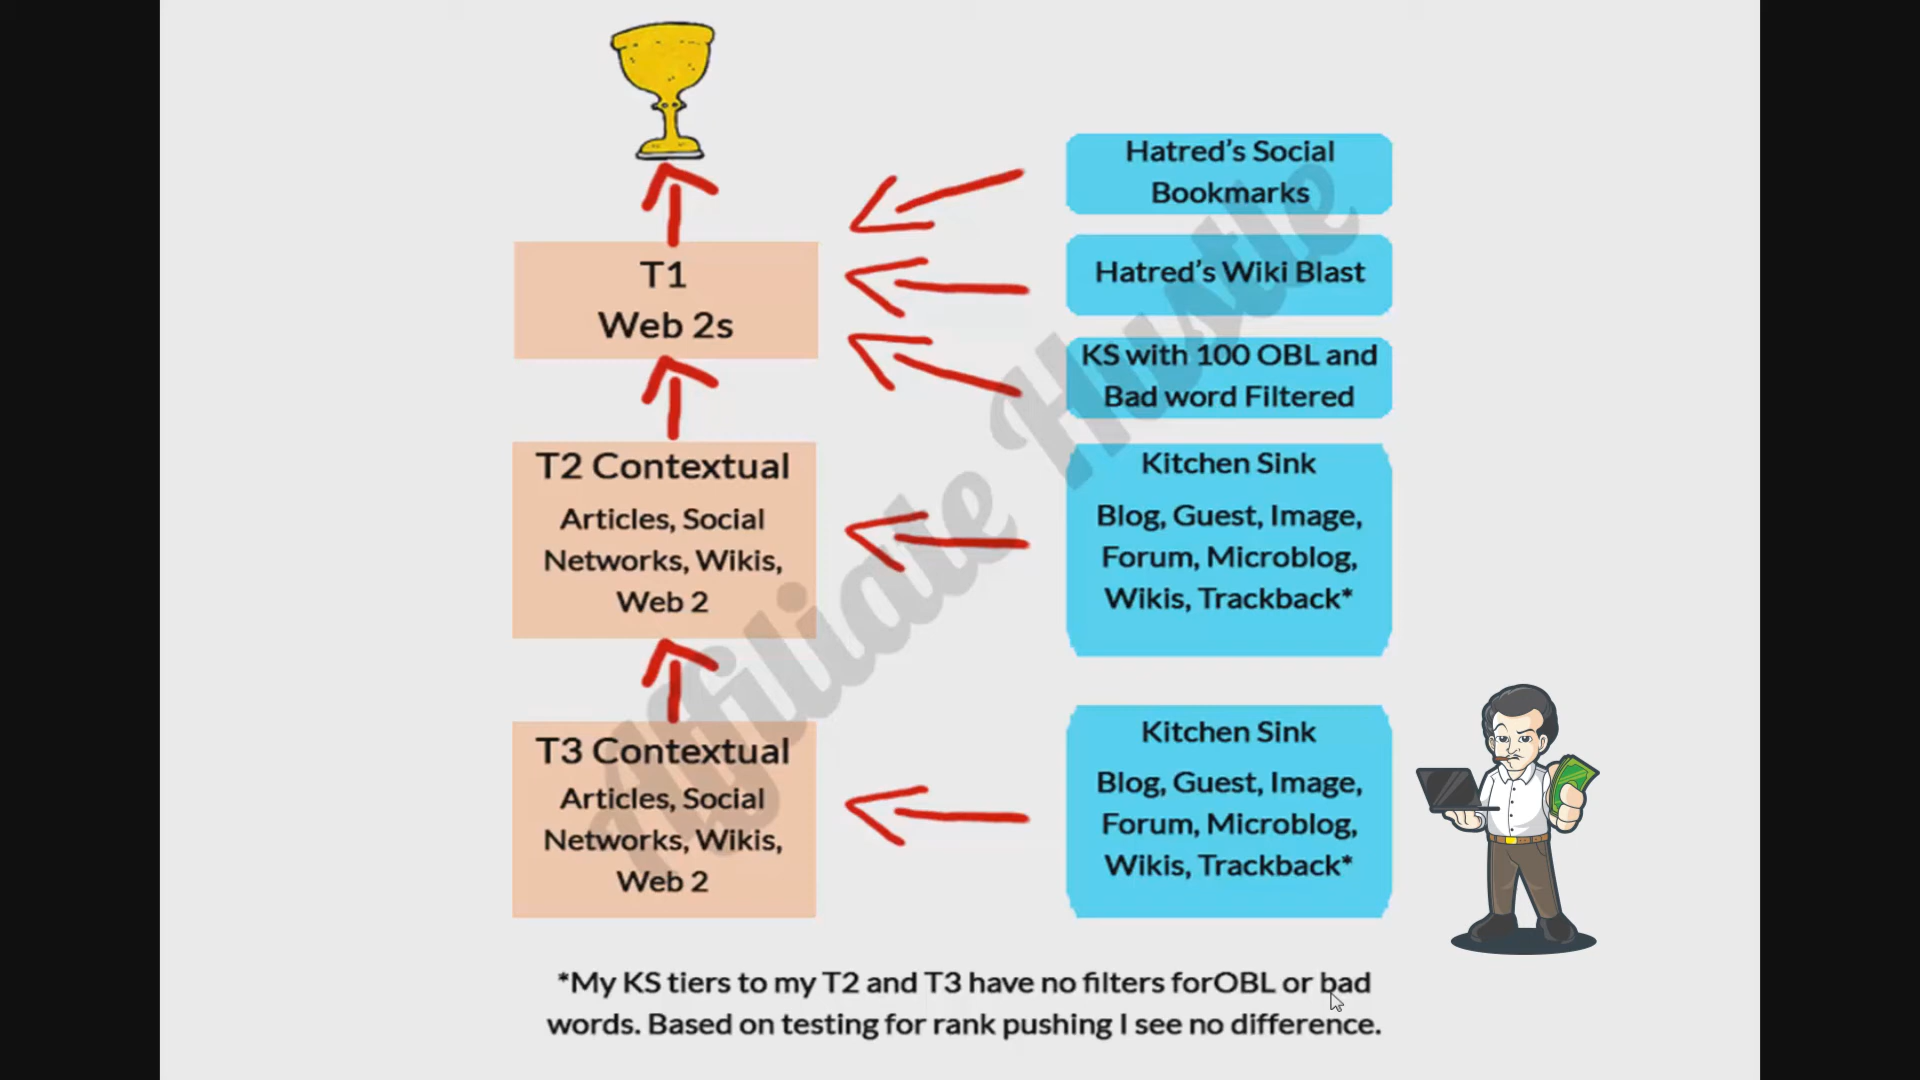 Hatred's Social
Bookmarks
T1
Web 2s
Hatred's Wiki Blast
KS with 100 OBL and
Bad word Filtered
T2 Contextual
Articles, Social
Networks, Wikis,
Web 2
Kitchen Sink
Blog, Guest, Image,
Forum, Microblog,
Wikis, Trackback*
T3 Contextual
Articles, Social
Networks, Wikis,
Web 2
Kitchen Sink
Blog, Guest, Image,
Forum, Microblog,
Wikis, Trackback*
Affiliate Hustle
*My KS tiers to my T2 and T3 have no filters forOBL or bad
words. Based on testing for rank pushing I see no difference.